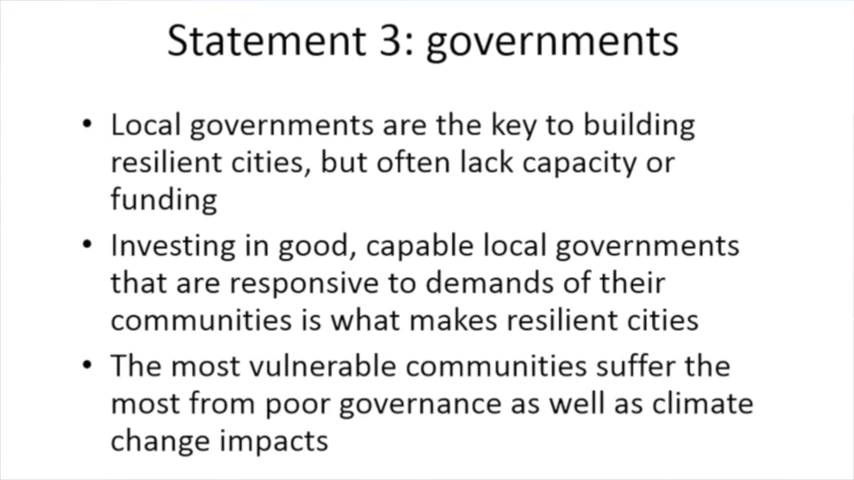 Statement 3: governments
• Local governments are the key to building
resilient cities, but often lack capacity or
funding
• Investing in good, capable local governments
that are responsive to demands of their
communities is what makes resilient cities
• The most vulnerable communities suffer the
most from poor governance as well as climate
change impacts